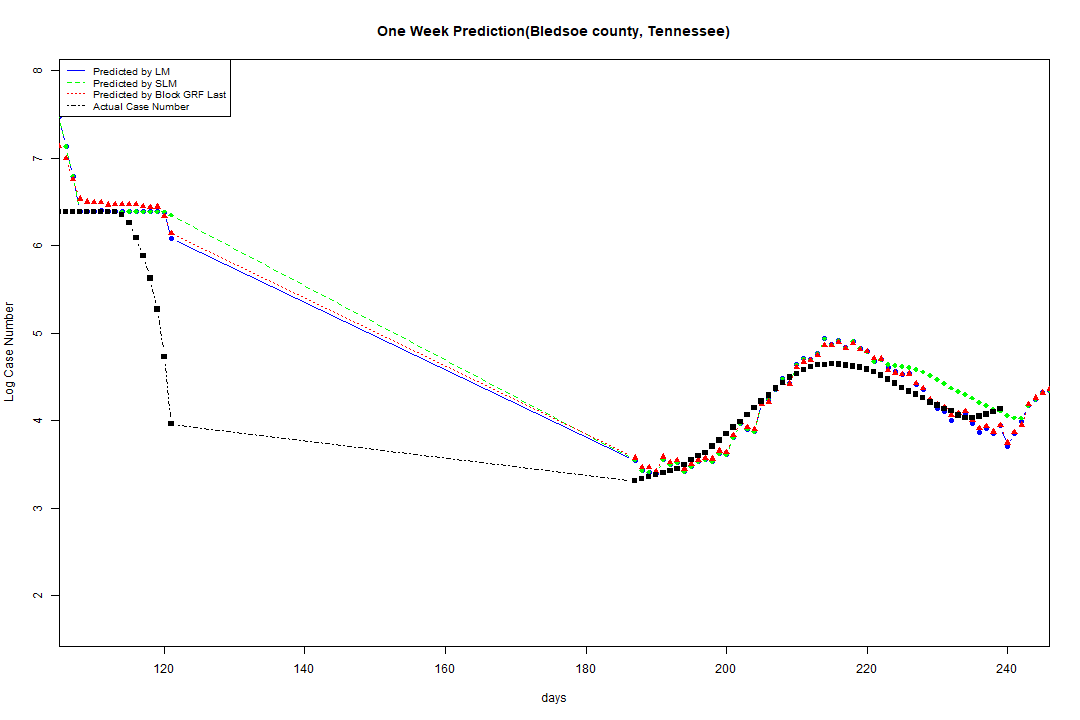 One Week Prediction(Bledsoe county, Tennessee)
Predicted by LM
Predicted by SLM
Predicted by Block GRF Last
Actual Case Number
8
7
6
5
4
3
2
Log Case Number
120
140
160
180
200
220
240
days